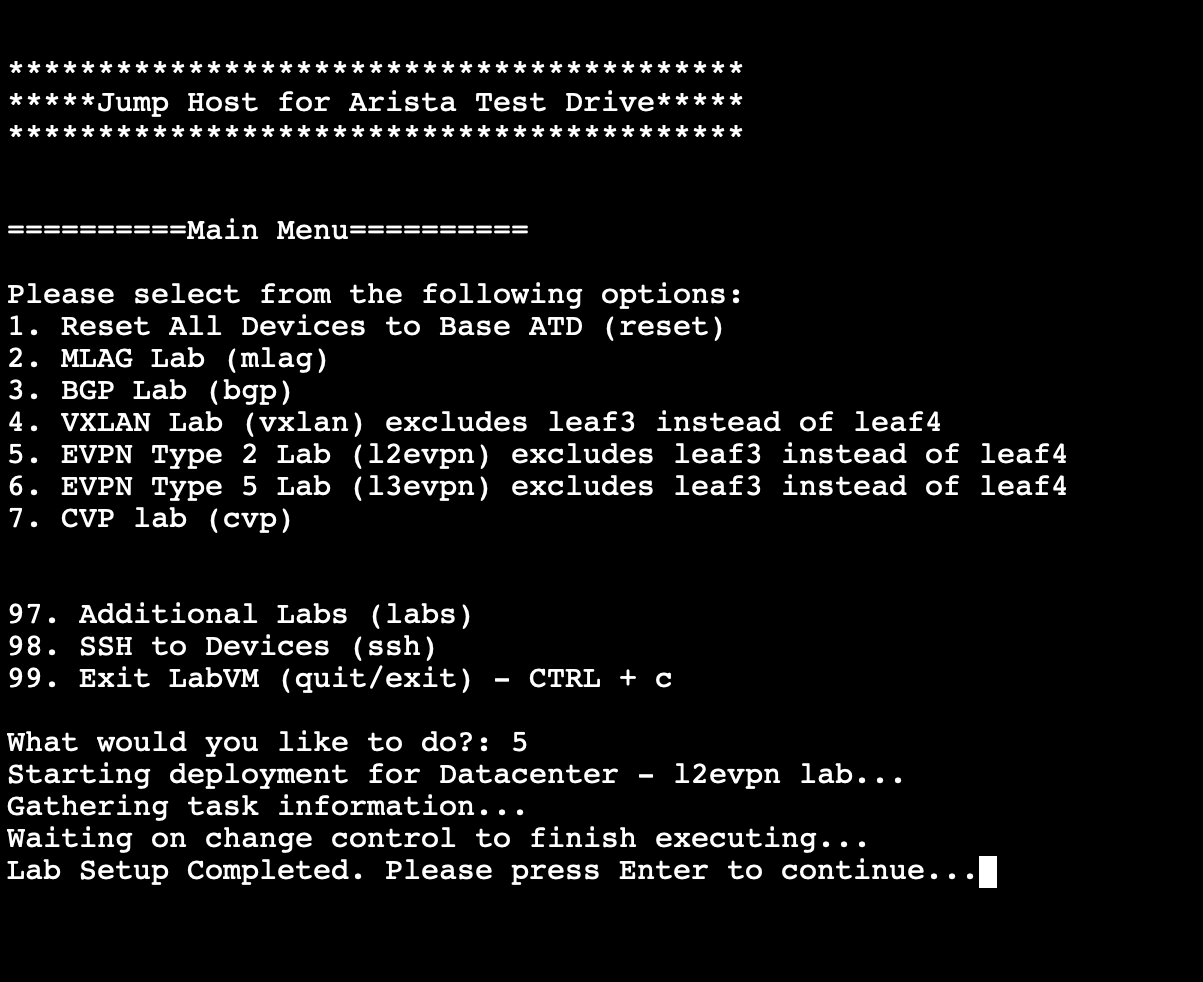 *****************************************
*****Jump Host for Arista Test Drive*****
*****************************************
==========Main Menu==========
Please select from the following options:
1. Reset All Devices to Base ATD (reset)
2. MLAG Lab (mlag)
3. BGP Lab (bgp)
4. VXLAN Lab (vxlan) excludes leaf3 instead of leaf4
5. EVPN Type 2 Lab (l2evpn) excludes leaf3 instead of leaf4
6. EVPN Type 5 Lab (l3evpn) excludes leaf3 instead of leaf4
7. CVP lab (cvp)
97. Additional Labs (labs)
98. SSH to Devices (ssh)
99. Exit LabVM (quit/exit) - CTRL + c
What would you like to do?: 5
Starting deployment for Datacenter - l2evpn lab...
Gathering task information...
Waiting on change control to finish executing...
Lab Setup Completed. Please press Enter to continue...